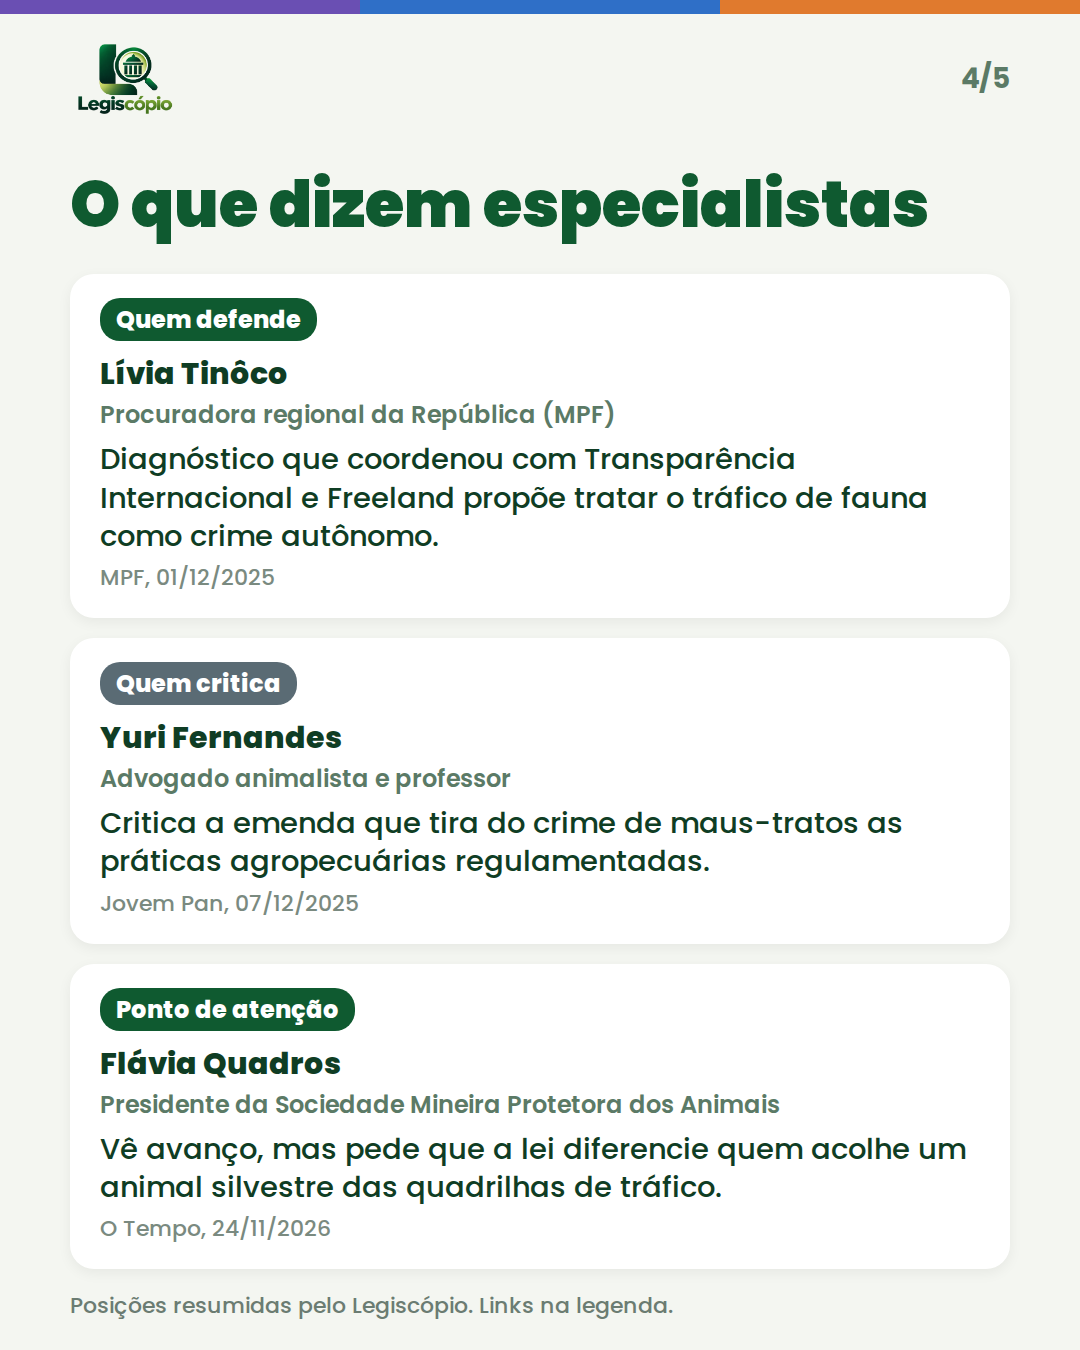 Legiscópio
4/5
O que dizem especialistas
Quem defende
Lívia Tinôco
Procuradora regional da República (MPF)
Diagnóstico que coordenou com Transparência
Internacional e Freeland propõe tratar o tráfico de fauna
como crime autônomo.
MPF, 01/12/2025
Quem critica
Yuri Fernandes
Advogado animalista e professor
Critica a emenda que tira do crime de maus-tratos as
práticas agropecuárias regulamentadas.
Jovem Pan, 07/12/2025
Ponto de atenção
Flávia Quadros
Presidente da Sociedade Mineira Protetora dos Animais
Vê avanço, mas pede que a lei diferencie quem acolhe um
animal silvestre das quadrilhas de tráfico.
O Tempo, 24/11/2026
Posições resumidas pelo Legiscópio. Links na legenda.